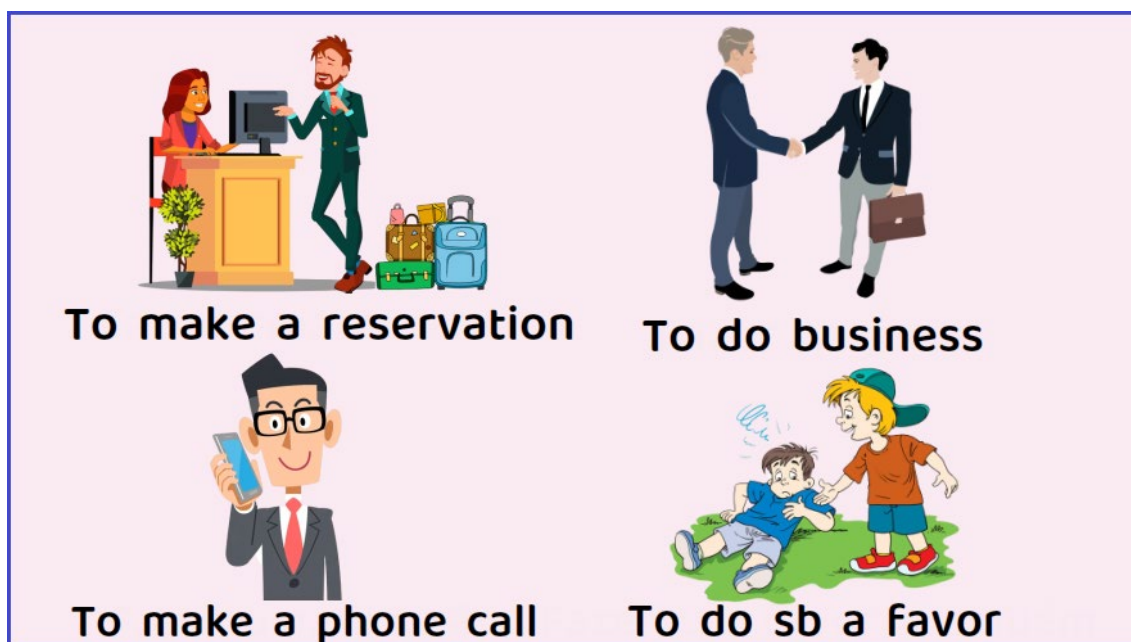 To make a reservation
To do business
To make a phone call
To do sb a favor